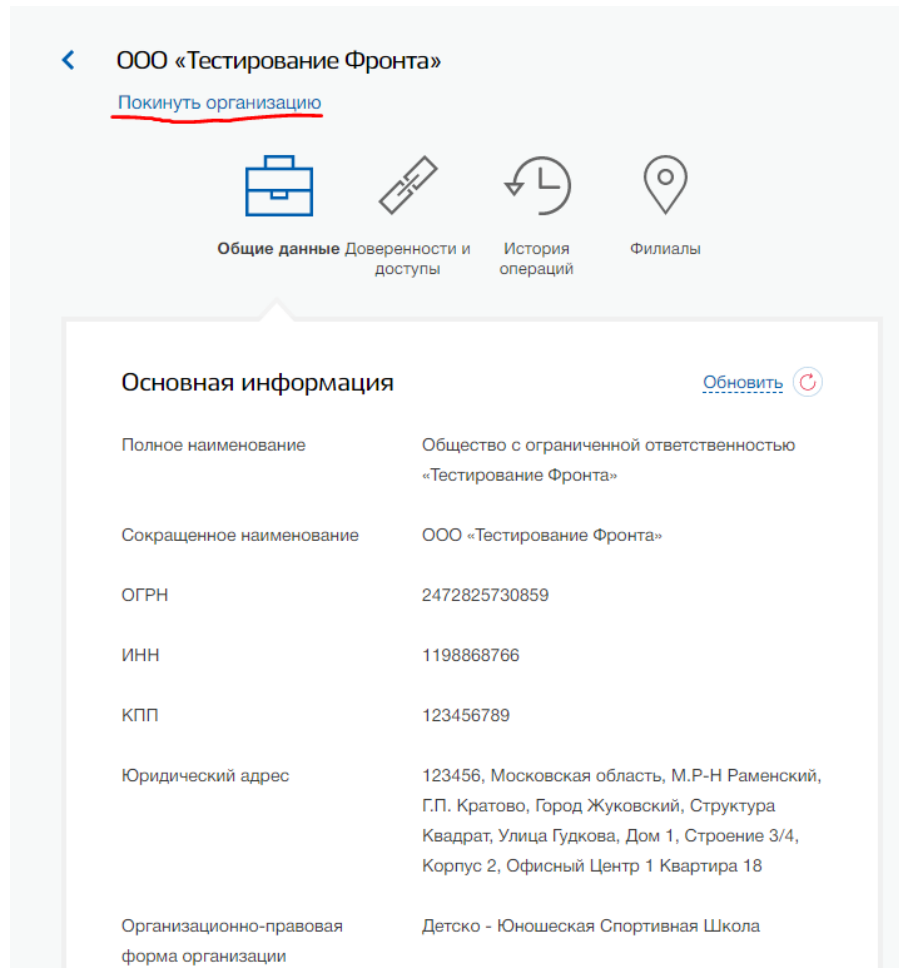 ООО «Тестирование Фронта»
Покинуть организацию
Общие данные
Доверенности и
доступы
История
операций
Филиалы
Основная информация
Обновить
Полное наименование
Общество с ограниченной ответственностью
«Тестирование Фронта»
Сокращенное наименование
ООО «Тестирование Фронта»
ОГРН
2472825730859
ИНН
1198868766
КПП
123456789
Юридический адрес
123456, Московская область, М.Р-Н Раменский,
Г.П. Кратово, Город Жуковский, Структура
Квадрат, Улица Гудкова, Дом 1, Строение 3/4,
Корпус 2, Офисный Центр 1 Квартира 18
Организационно-правовая
форма организации
Детско - Юношеская Спортивная Школа